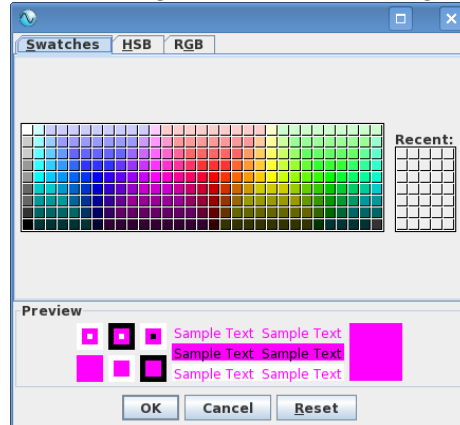 Swatches HSB RGB
Recent:
Preview
Sample Text Sample Text
Sample Text Sample Text
Sample Text Sample Text
OK Cancel Reset